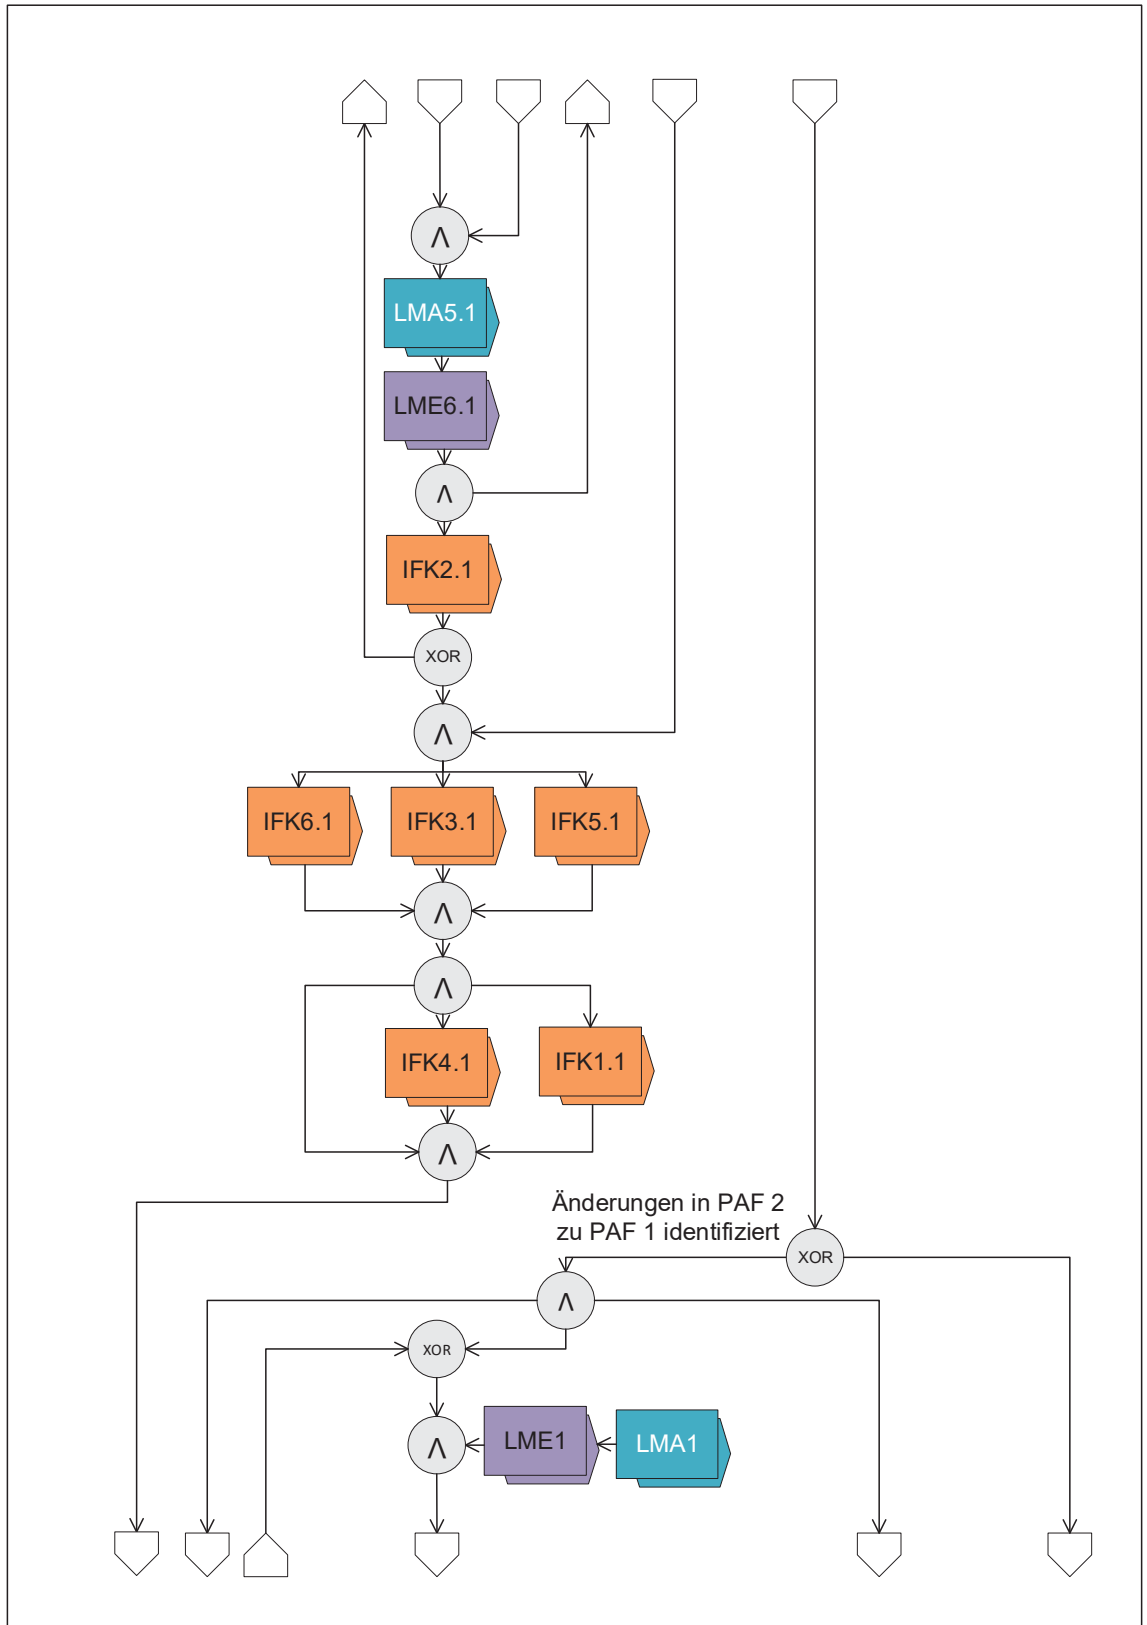 Λ
LMA5.1
LME6.1
Λ
IFK2.1
XOR
Λ
IFK6.1 IFK3.1 IFK5.1
Λ
Λ
IFK4.1 IFK1.1
Λ
Änderungen in PAF 2
zu PAF 1 identifiziert
XOR
Λ
XOR
Λ LME1 LMA1